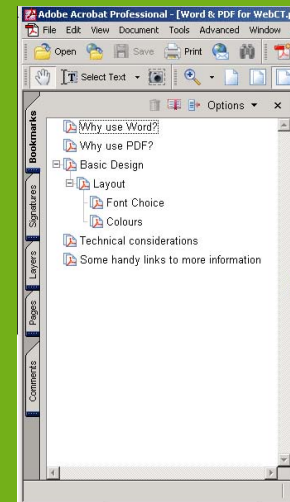 Adobe Acrobat Professional - [Word & PDF for WebCT.
File Edit View Document Tools Advanced Window
Open Save Print
Select Text
Options
Bookmarks
Why use Word?
Why use PDF?
Basic Design
Layout
Font Choice
Colours
Technical considerations
Some handy links to more information
Signatures
Layers
Pages
Comments